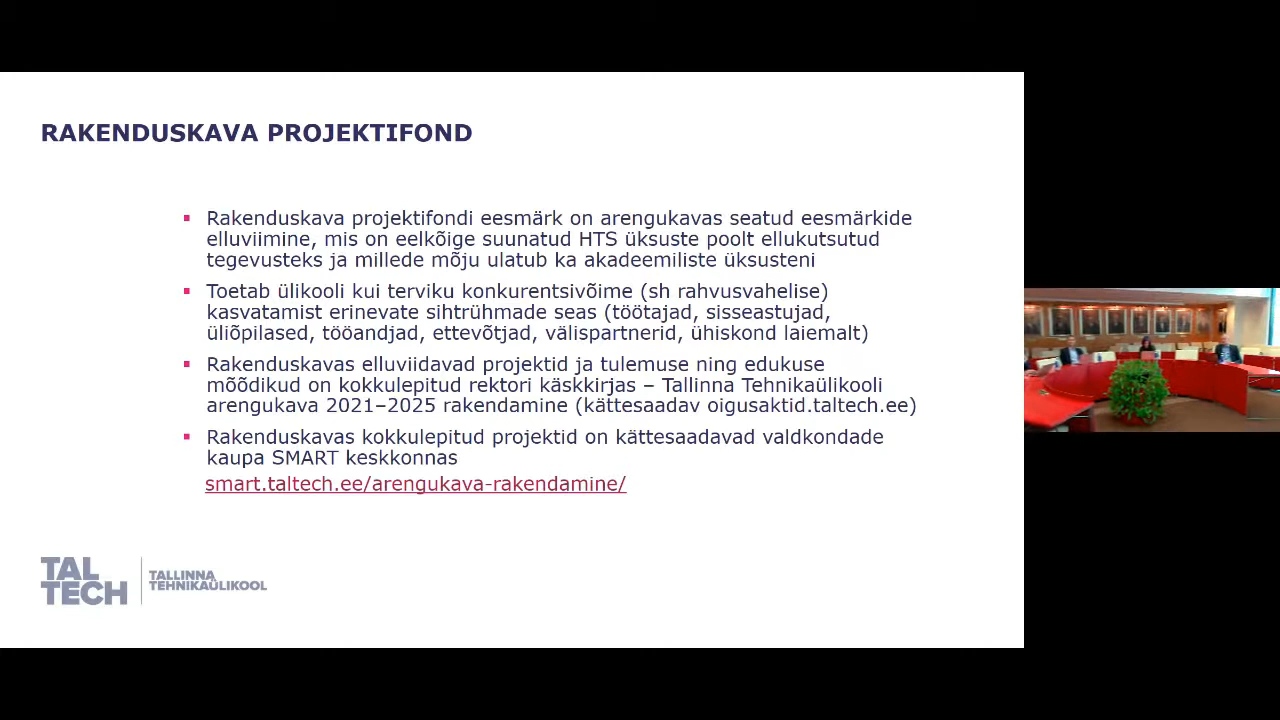 RAKENDUSKAVA PROJEKTIFOND
Rakenduskava projektifondi eesmärk on arengukavas seatud eesmärkide
elluviimine, mis on eelkõige suunatud HTS üksuste poolt ellukutsutud
tegevusteks ja millede mõju ulatub ka akadeemiliste üksusteni
Toetab ülikooli kui terviku konkurentsivõime (sh rahvusvahelise)
kasvatamist erinevate sihtrühmade seas (töötajad, sisseastujad,
üliõpilased, tööandjad, ettevõtjad, välispartnerid, ühiskond laiemalt)
Rakenduskavas elluviidavad projektid ja tulemuse ning edukuse
mõõdikud on kokkulepitud rektori käskkirjas – Tallinna Tehnikaülikooli
arengukava 2021–2025 rakendamine (kättesaadav oigusaktid.taltech.ee)
Rakenduskavas kokkulepitud projektid on kättesaadavad valdkondade
kaupa SMART keskkonnas
smart.taltech.ee/arengukava-rakendamine/
TAL
TECH
TALLINNA
TEHNIKAÜLIKOOL